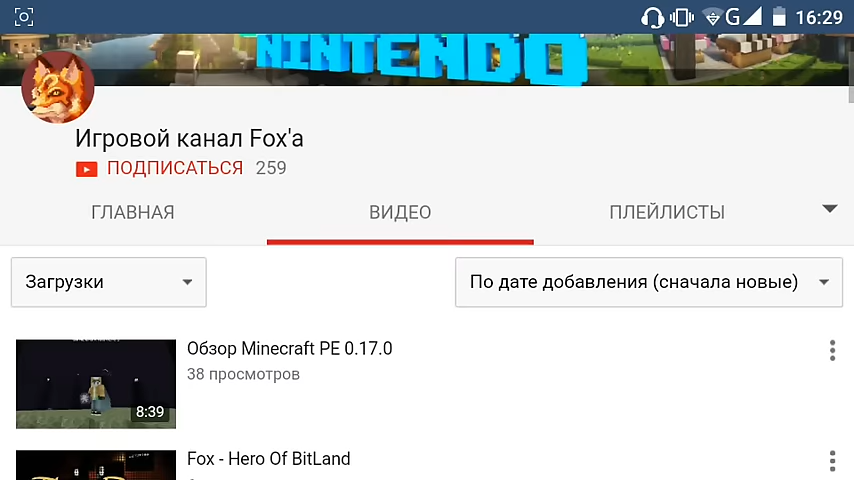 G 16:29
NINTENDO
Игровой канал Fox'a
ПОДПИСАТЬСЯ 259
ГЛАВНАЯ ВИДЕО ПЛЕЙЛИСТЫ
Загрузки По дате добавления (сначала новые)
Обзор Minecraft PE 0.17.0
38 просмотров
8:39
Fox - Hero Of BitLand